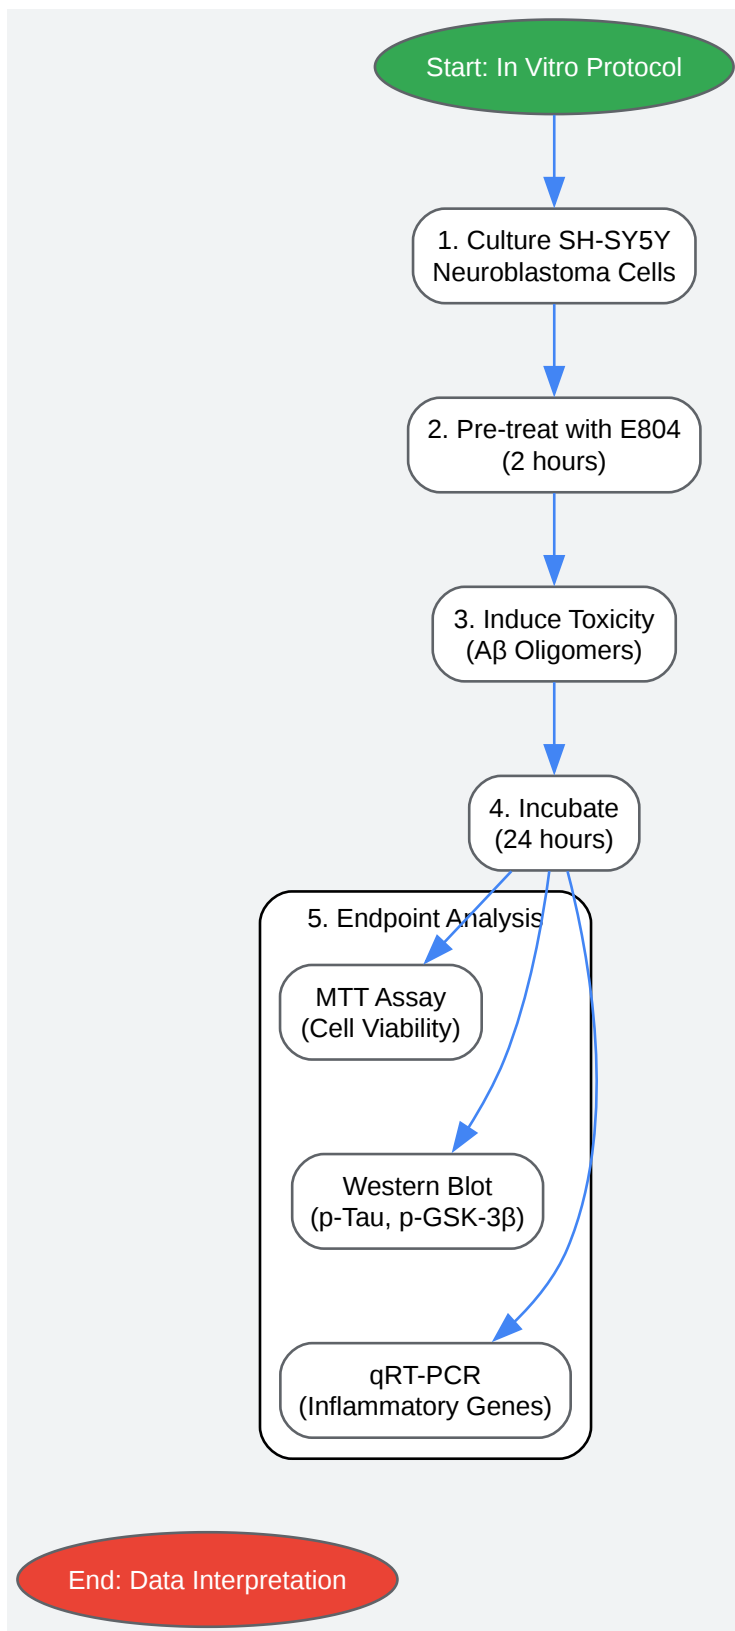 Start: In Vitro Protocol
1. Culture SH-SY5Y
Neuroblastoma Cells
2. Pre-treat with E804
(2 hours)
3. Induce Toxicity
(Aβ Oligomers)
4. Incubate
(24 hours)
5. Endpoint Analysis
MTT Assay
(Cell Viability)
Western Blot
(p-Tau, p-GSK-3β)
qRT-PCR
(Inflammatory Genes)
End: Data Interpretation